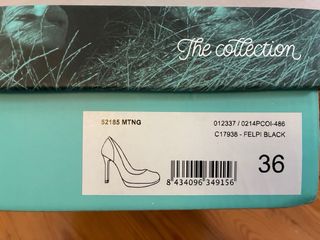 The collection
52185 MTNG
012337 / 0214PCOI-486
C17938 - FELPI BLACK
36
8 434096 349156